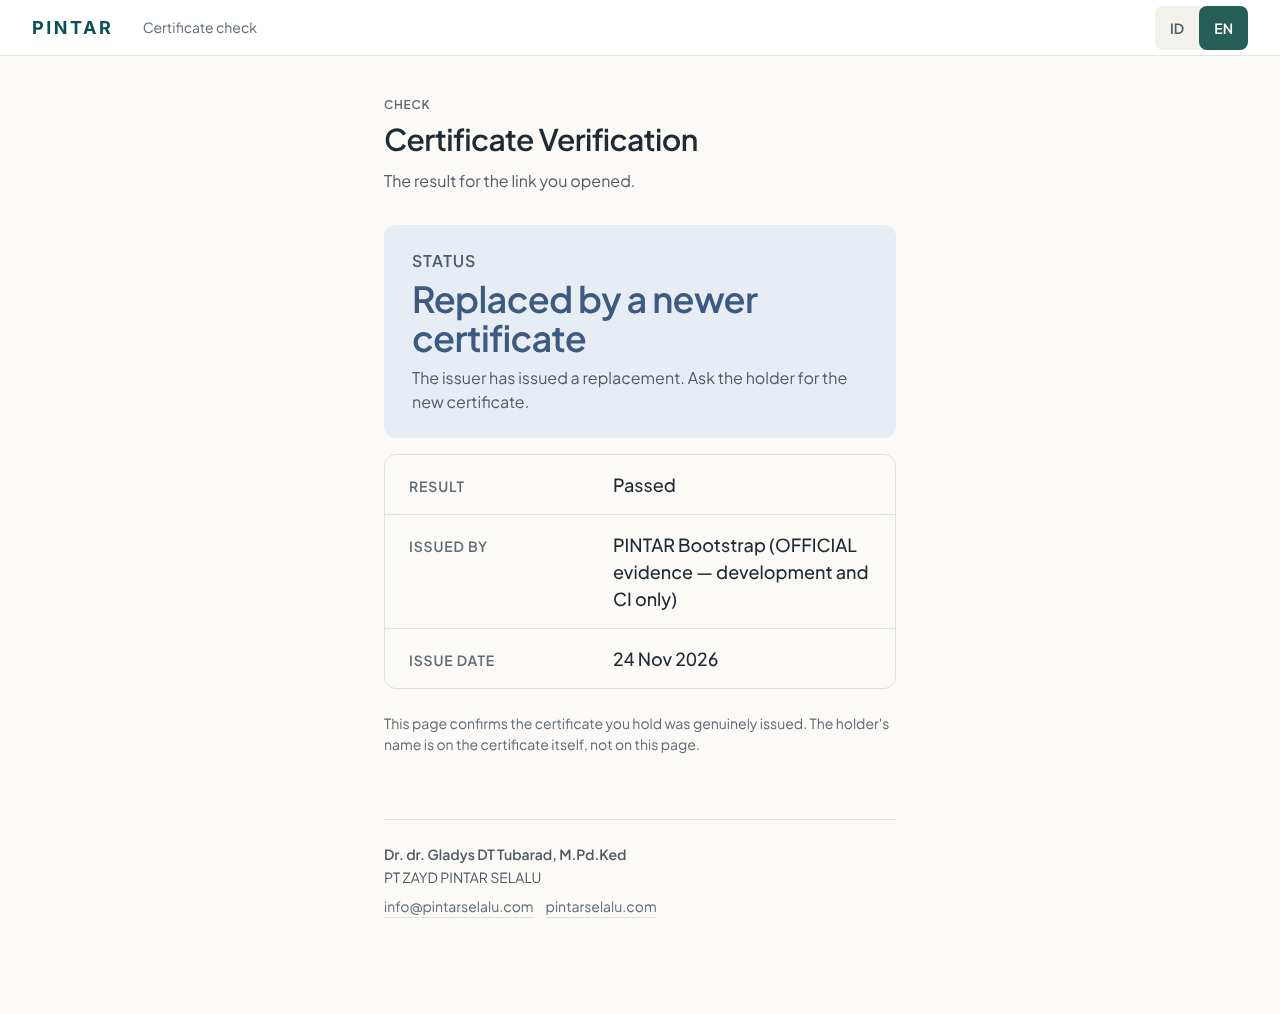 PINTAR
Certificate check
ID
EN
CHECK
Certificate Verification
The result for the link you opened.
STATUS
Replaced by a newer
certificate
The issuer has issued a replacement. Ask the holder for the
new certificate.
RESULT
Passed
ISSUED BY
PINTAR Bootstrap (OFFICIAL
evidence — development and
CI only)
ISSUE DATE
24 Nov 2026
This page confirms the certificate you hold was genuinely issued. The holder's
name is on the certificate itself, not on this page.
Dr. dr. Gladys DT Tubarad, M.Pd.Ked
PT ZAYD PINTAR SELALU
info@pintarselalu.com pintarselalu.com